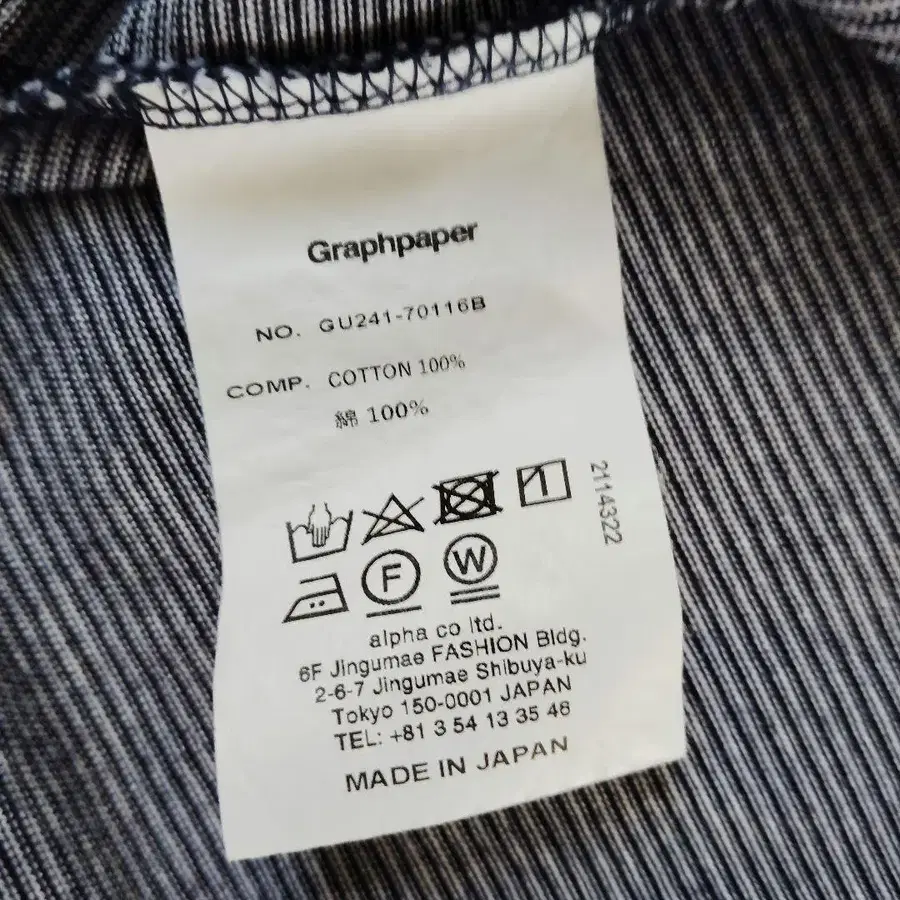 Graphpaper
NO. GU241-70116B
COMP. COTTON 100%
綿 100%
2114322
F
W
alpha co ltd.
6F Jingumae FASHION Bldg.
2-6-7 Jingumae Shibuya-ku
Tokyo 150-0001 JAPAN
TEL: +81 3 54 13 35 48
MADE IN JAPAN